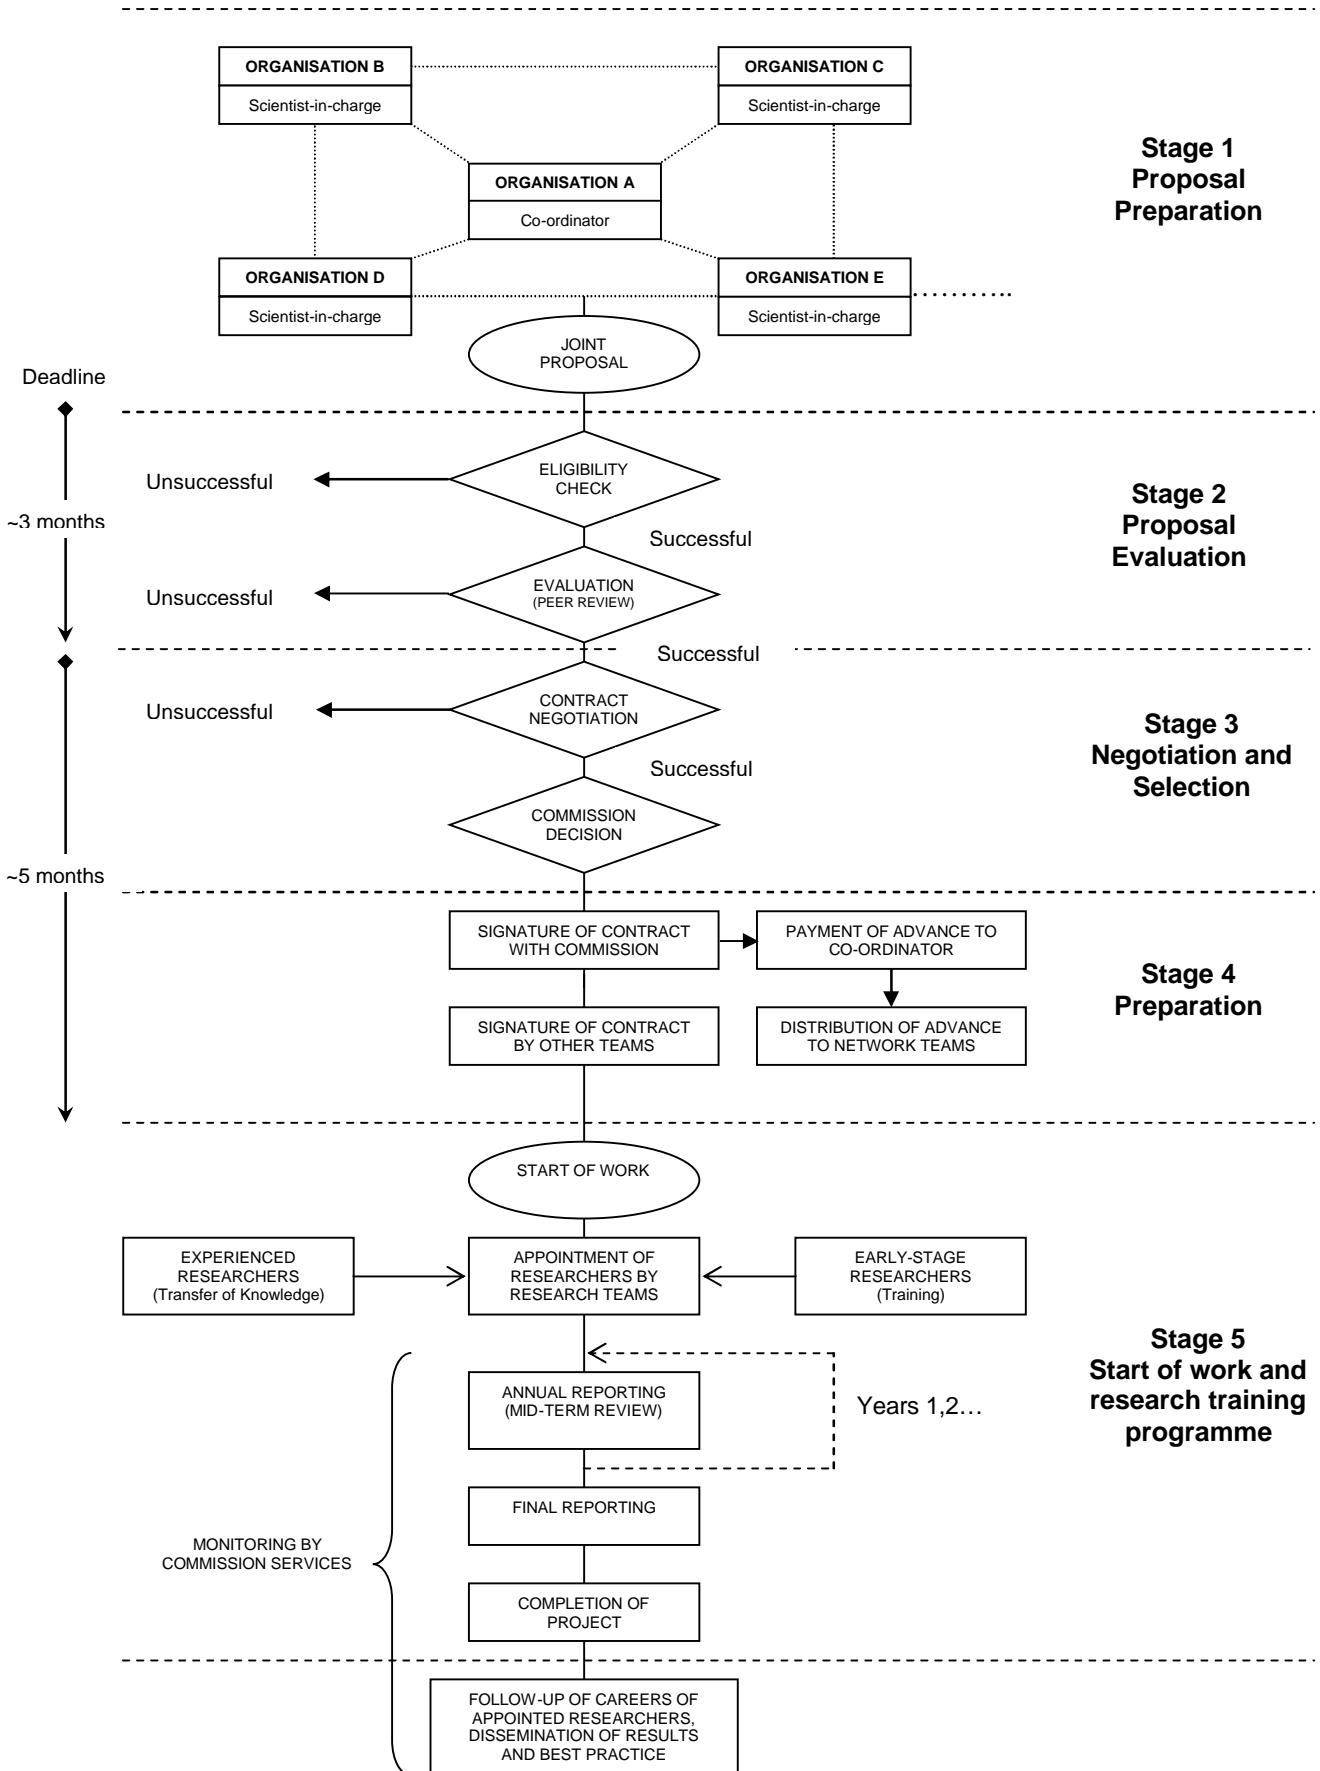 ORGANISATION B
Scientist-in-charge
ORGANISATION C
Scientist-in-charge
ORGANISATION A
Co-ordinator
Stage 1
Proposal
Preparation
ORGANISATION D
Scientist-in-charge
ORGANISATION E
Scientist-in-charge
JOINT
PROPOSAL
Deadline
~3 months
ELIGIBILITY
CHECK
Unsuccessful
Successful
EVALUATION
(PEER REVIEW)
Unsuccessful
Successful
Stage 2
Proposal
Evaluation
CONTRACT
NEGOTIATION
Unsuccessful
Successful
COMMISSION
DECISION
Stage 3
Negotiation and
Selection
~5 months
SIGNATURE OF CONTRACT
WITH COMMISSION
PAYMENT OF ADVANCE TO
CO-ORDINATOR
SIGNATURE OF CONTRACT
BY OTHER TEAMS
DISTRIBUTION OF ADVANCE
TO NETWORK TEAMS
Stage 4
Preparation
START OF WORK
EXPERIENCED
RESEARCHERS
(Transfer of Knowledge)
APPOINTMENT OF
RESEARCHERS BY
RESEARCH TEAMS
EARLY-STAGE
RESEARCHERS
(Training)
ANNUAL REPORTING
(MID-TERM REVIEW)
Years 1,2…
Stage 5
Start of work and
research training
programme
FINAL REPORTING
MONITORING BY
COMMISSION SERVICES
COMPLETION OF
PROJECT
FOLLOW-UP OF CAREERS OF
APPOINTED RESEARCHERS,
DISSEMINATION OF RESULTS
AND BEST PRACTICE